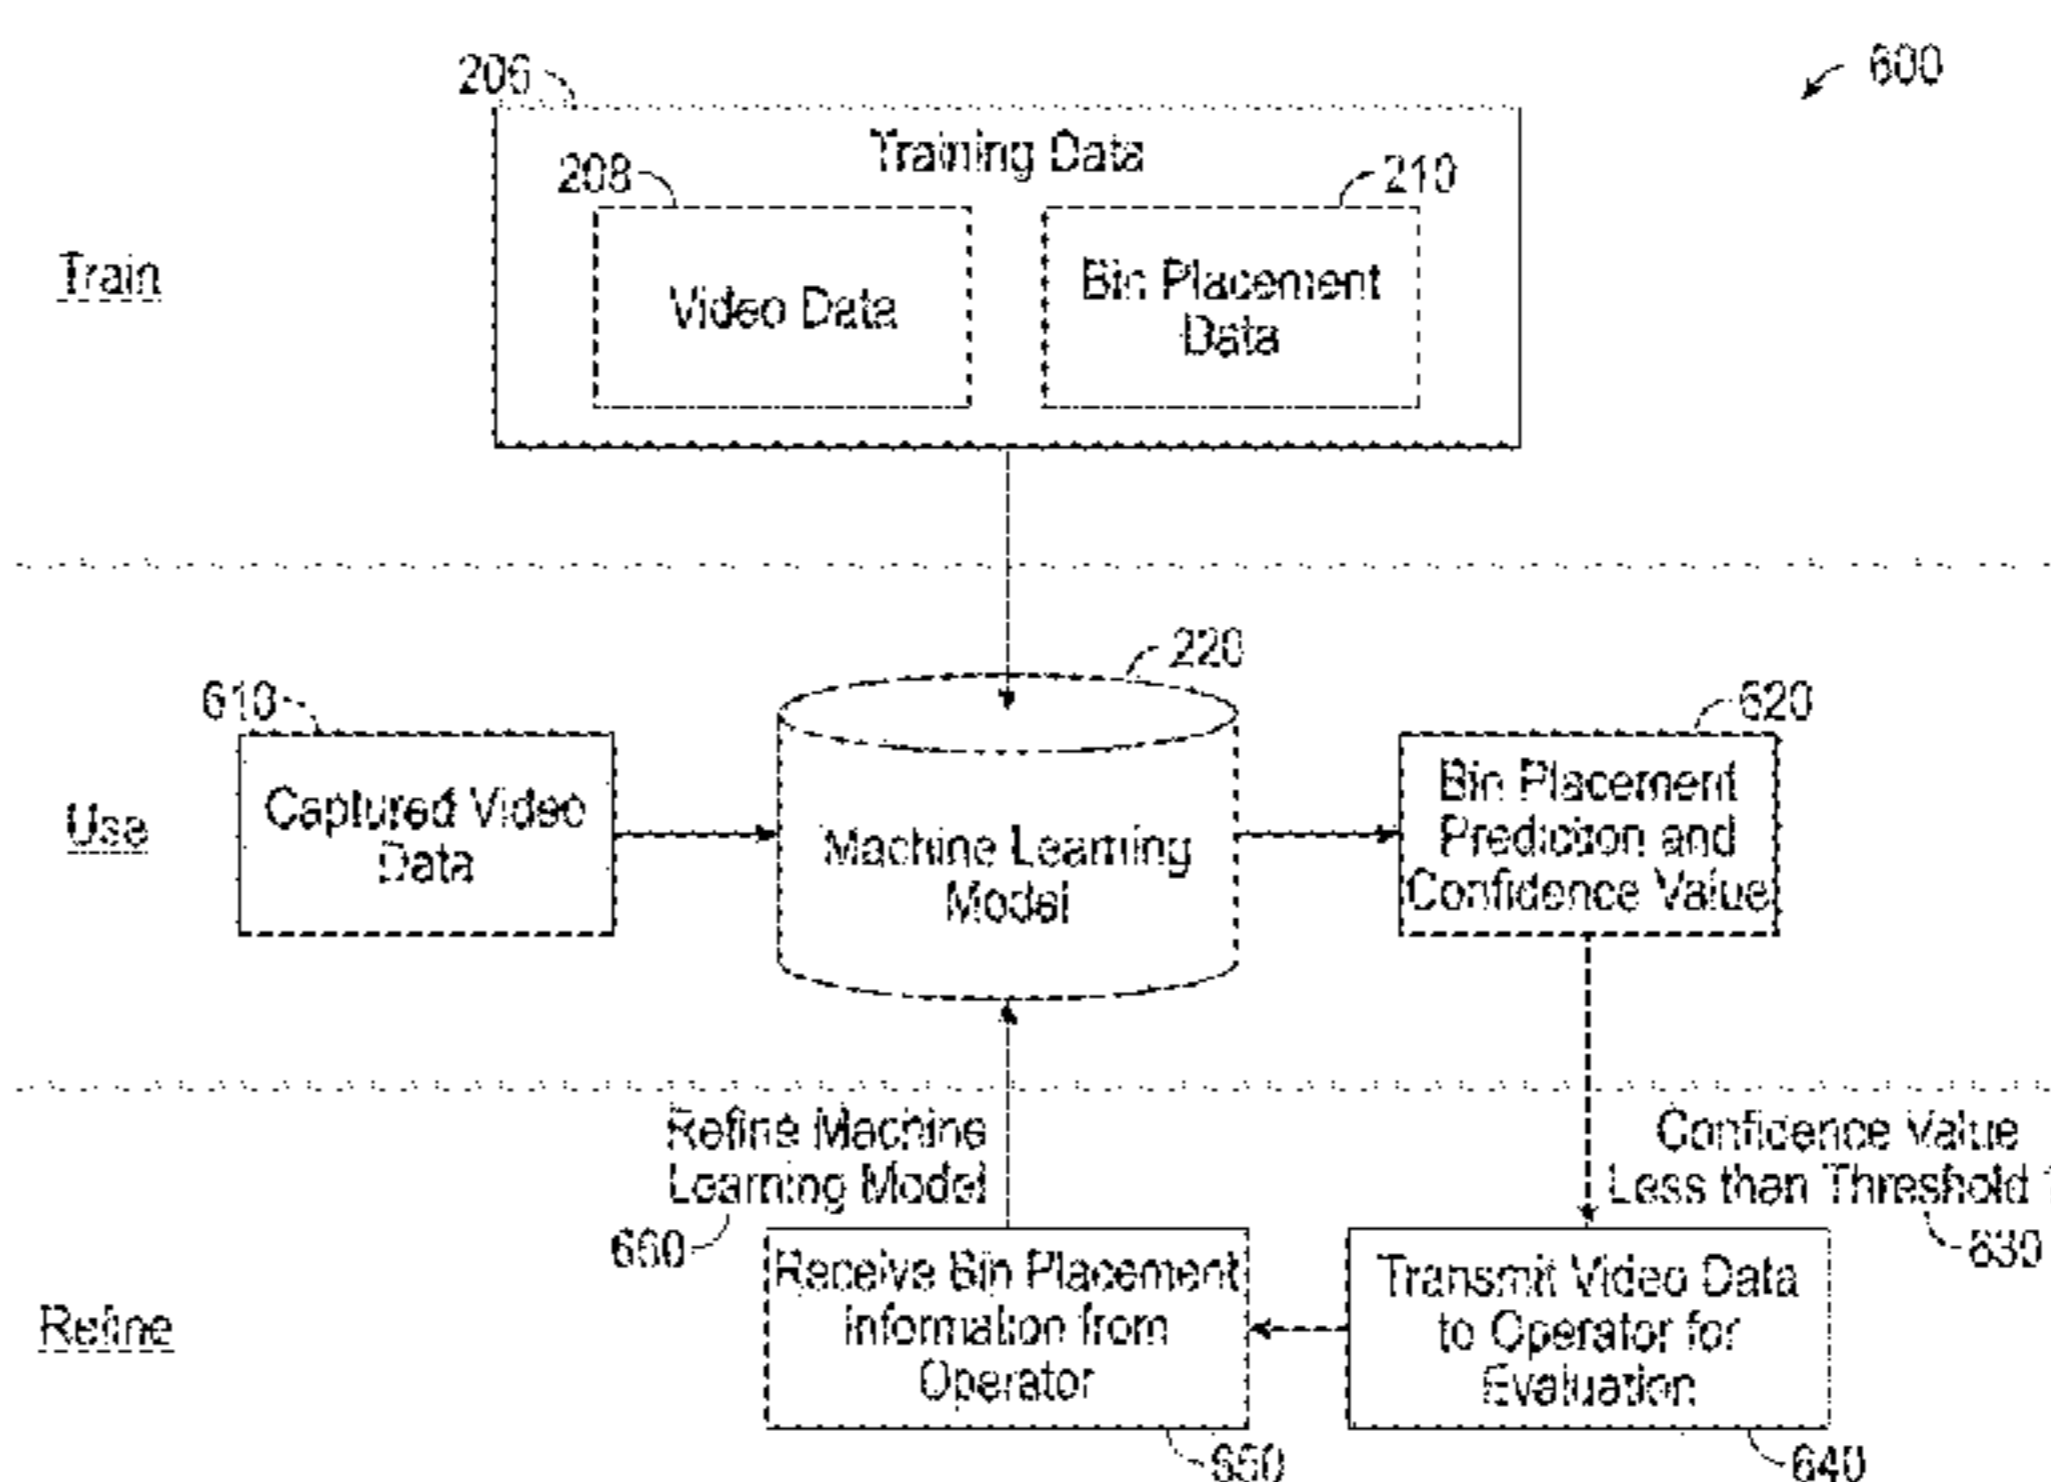 206
600
Training Data
208
210
Train
Video Data
Bin Placement
Data
220
610
620
Use
Captured Video
Data
Machine Learning
Model
Bin Placement
Prediction and
Confidence Value
Refine Machine
Learning Model
660
Confidence Value
Less than Threshold ?
630
Refine
Receive Bin Placement
Information from
Operator
650
Transmit Video Data
to Operator for
Evaluation
640